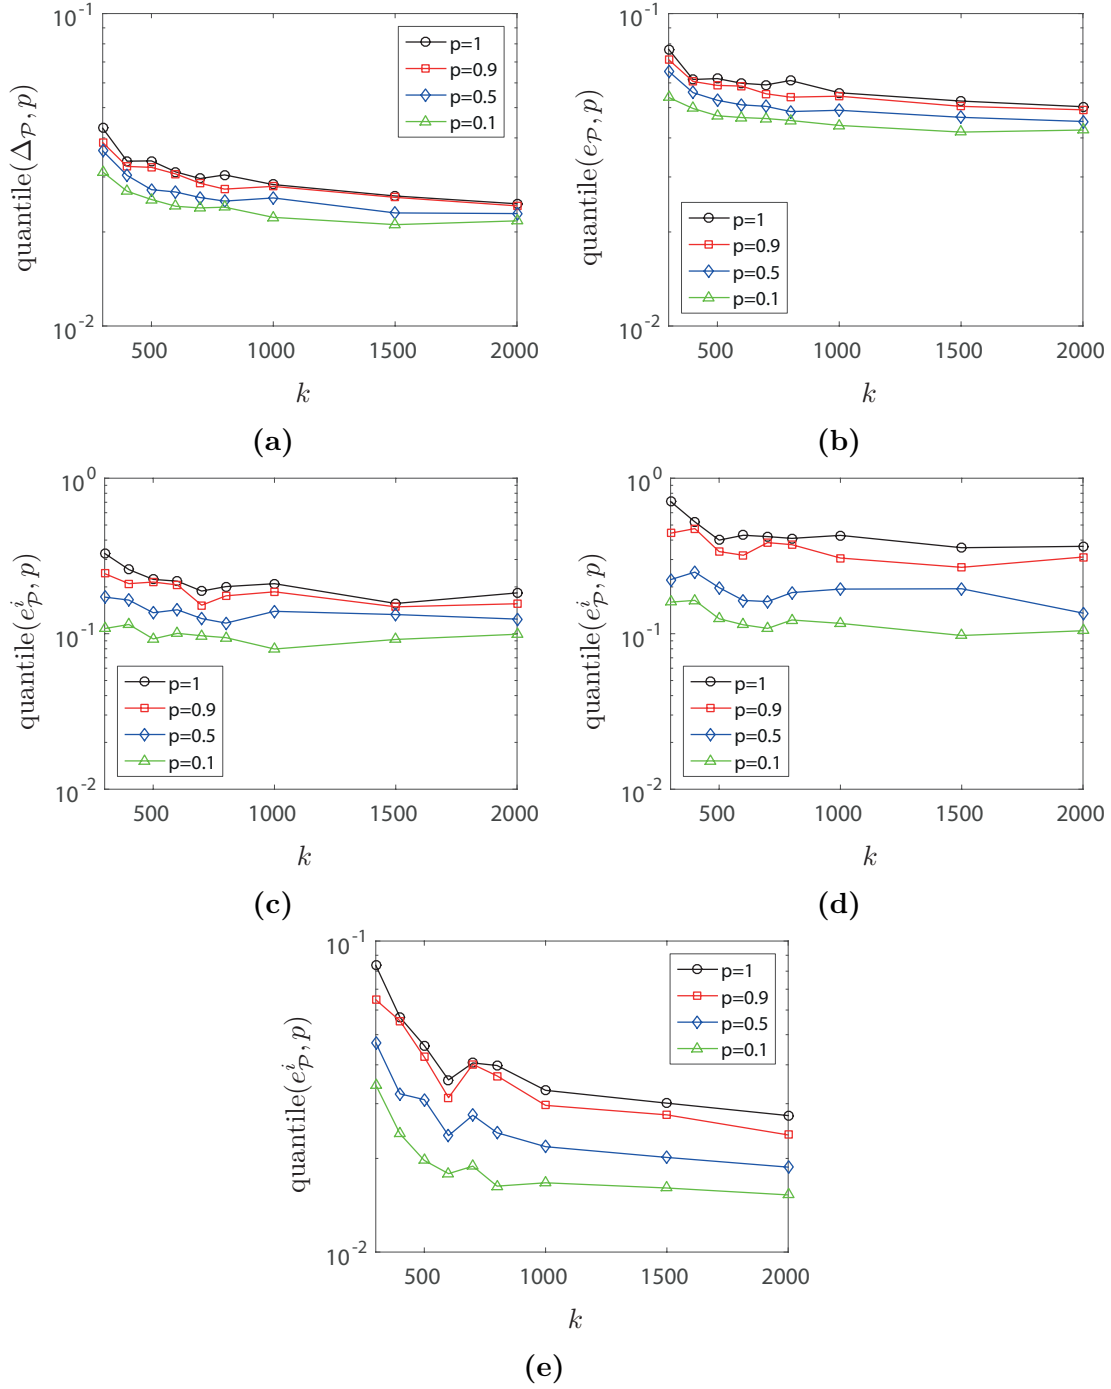 10^{-1}
quantile(Δ_𝒫, p)
p=1
p=0.9
p=0.5
p=0.1
10^{-2}
500 1000 1500 2000
k
(a)
10^{-1}
quantile(e_𝒫, p)
p=1
p=0.9
p=0.5
p=0.1
10^{-2}
500 1000 1500 2000
k
(b)
10^{0}
quantile(e^i_𝒫, p)
10^{-1}
p=1
p=0.9
p=0.5
p=0.1
10^{-2}
500 1000 1500 2000
k
(c)
10^{0}
quantile(e^i_𝒫, p)
10^{-1}
p=1
p=0.9
p=0.5
p=0.1
10^{-2}
500 1000 1500 2000
k
(d)
10^{-1}
quantile(e^i_𝒫, p)
p=1
p=0.9
p=0.5
p=0.1
10^{-2}
500 1000 1500 2000
k
(e)